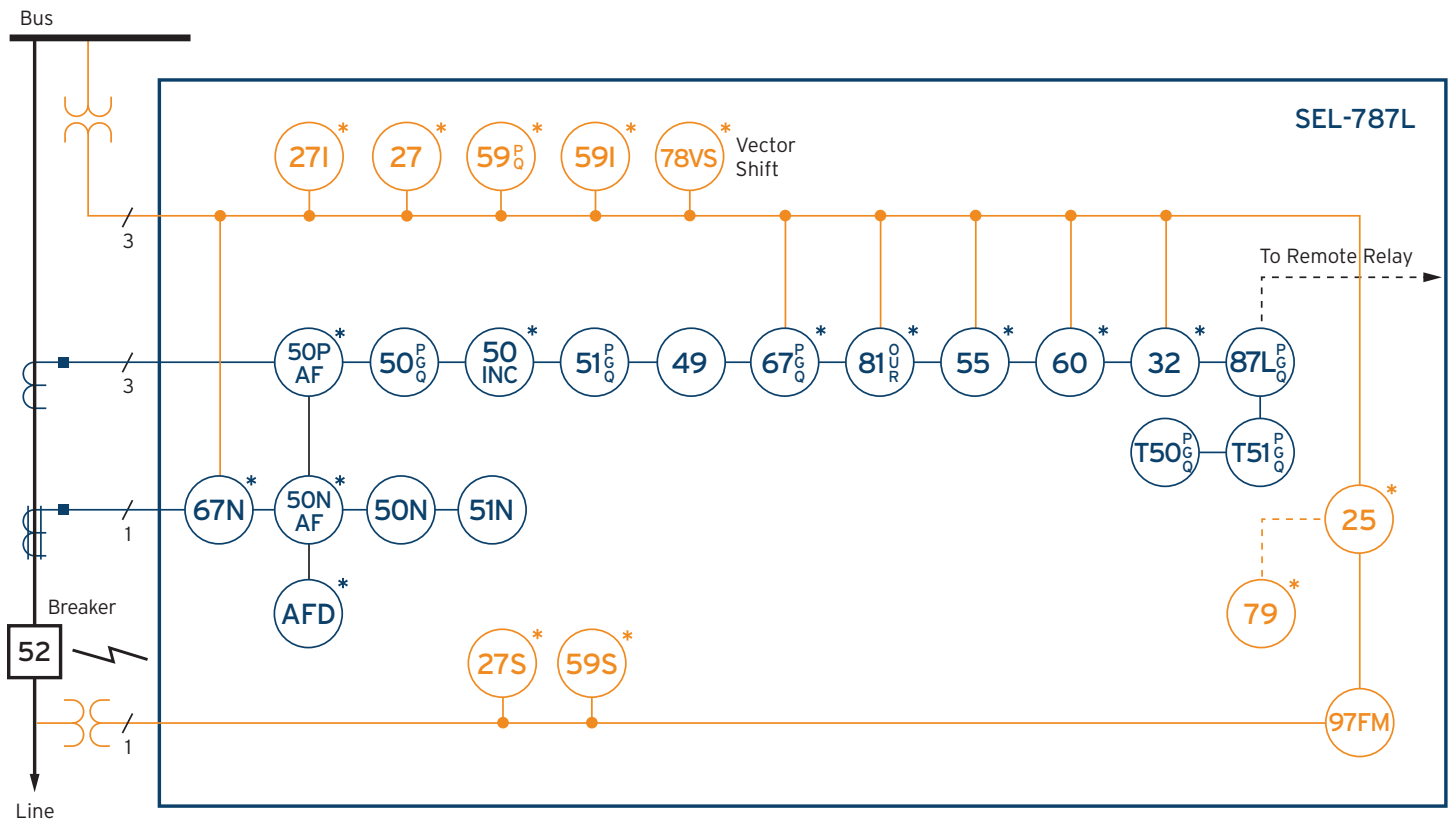 Bus
SEL-787L
27I*
27*
59PQ*
59I*
78VS*
Vector
Shift
3
To Remote Relay
50P
AF*
50PGQ
50
INC*
51PGQ
49
67PGQ*
81OUR*
55*
60*
32*
87LPGQ
3
T50PGQ
T51PGQ
67N*
50N
AF*
50N
51N
25*
1
AFD*
79*
Breaker
52
27S*
59S*
97FM
1
Line